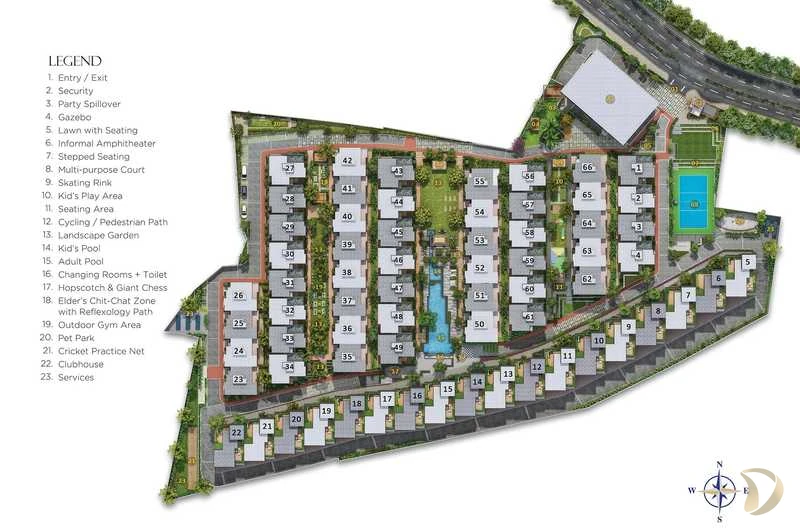 LEGEND
1. Entry / Exit
2. Security
3. Party Spillover
4. Gazebo
5. Lawn with Seating
6. Informal Amphitheater
7. Stepped Seating
8. Multi-purpose Court
9. Skating Rink
10. Kid's Play Area
11. Seating Area
12. Cycling / Pedestrian Path
13. Landscape Garden
14. Kid's Pool
15. Adult Pool
16. Changing Rooms + Toilet
17. Hopscotch & Giant Chess
18. Elder's Chit-Chat Zone
with Reflexology Path
19. Outdoor Gym Area
20. Pet Park
21. Cricket Practice Net
22. Clubhouse
23. Services
42
27 43 66 1
41 55 56
28 44 65 2
40 54 57
29 45 64 3
39 53 58
30 46 63 4
38 52 59
31 47 62
26 37 51 60
32 48
25 36 50 61
33 49
24 35
34
23
5
6
7
8
9
10
11
12
13
14
15
16
17
18
19
20
21
22
N
W E
S